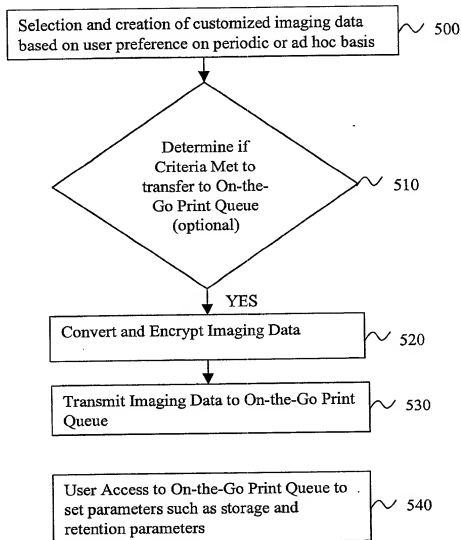 Selection and creation of customized imaging data
based on user preference on periodic or ad hoc basis
500
Determine if
Criteria Met to
transfer to On-the-
Go Print Queue
(optional)
510
YES
Convert and Encrypt Imaging Data
520
Transmit Imaging Data to On-the-Go Print
Queue
530
User Access to On-the-Go Print Queue to
set parameters such as storage and
retention parameters
540